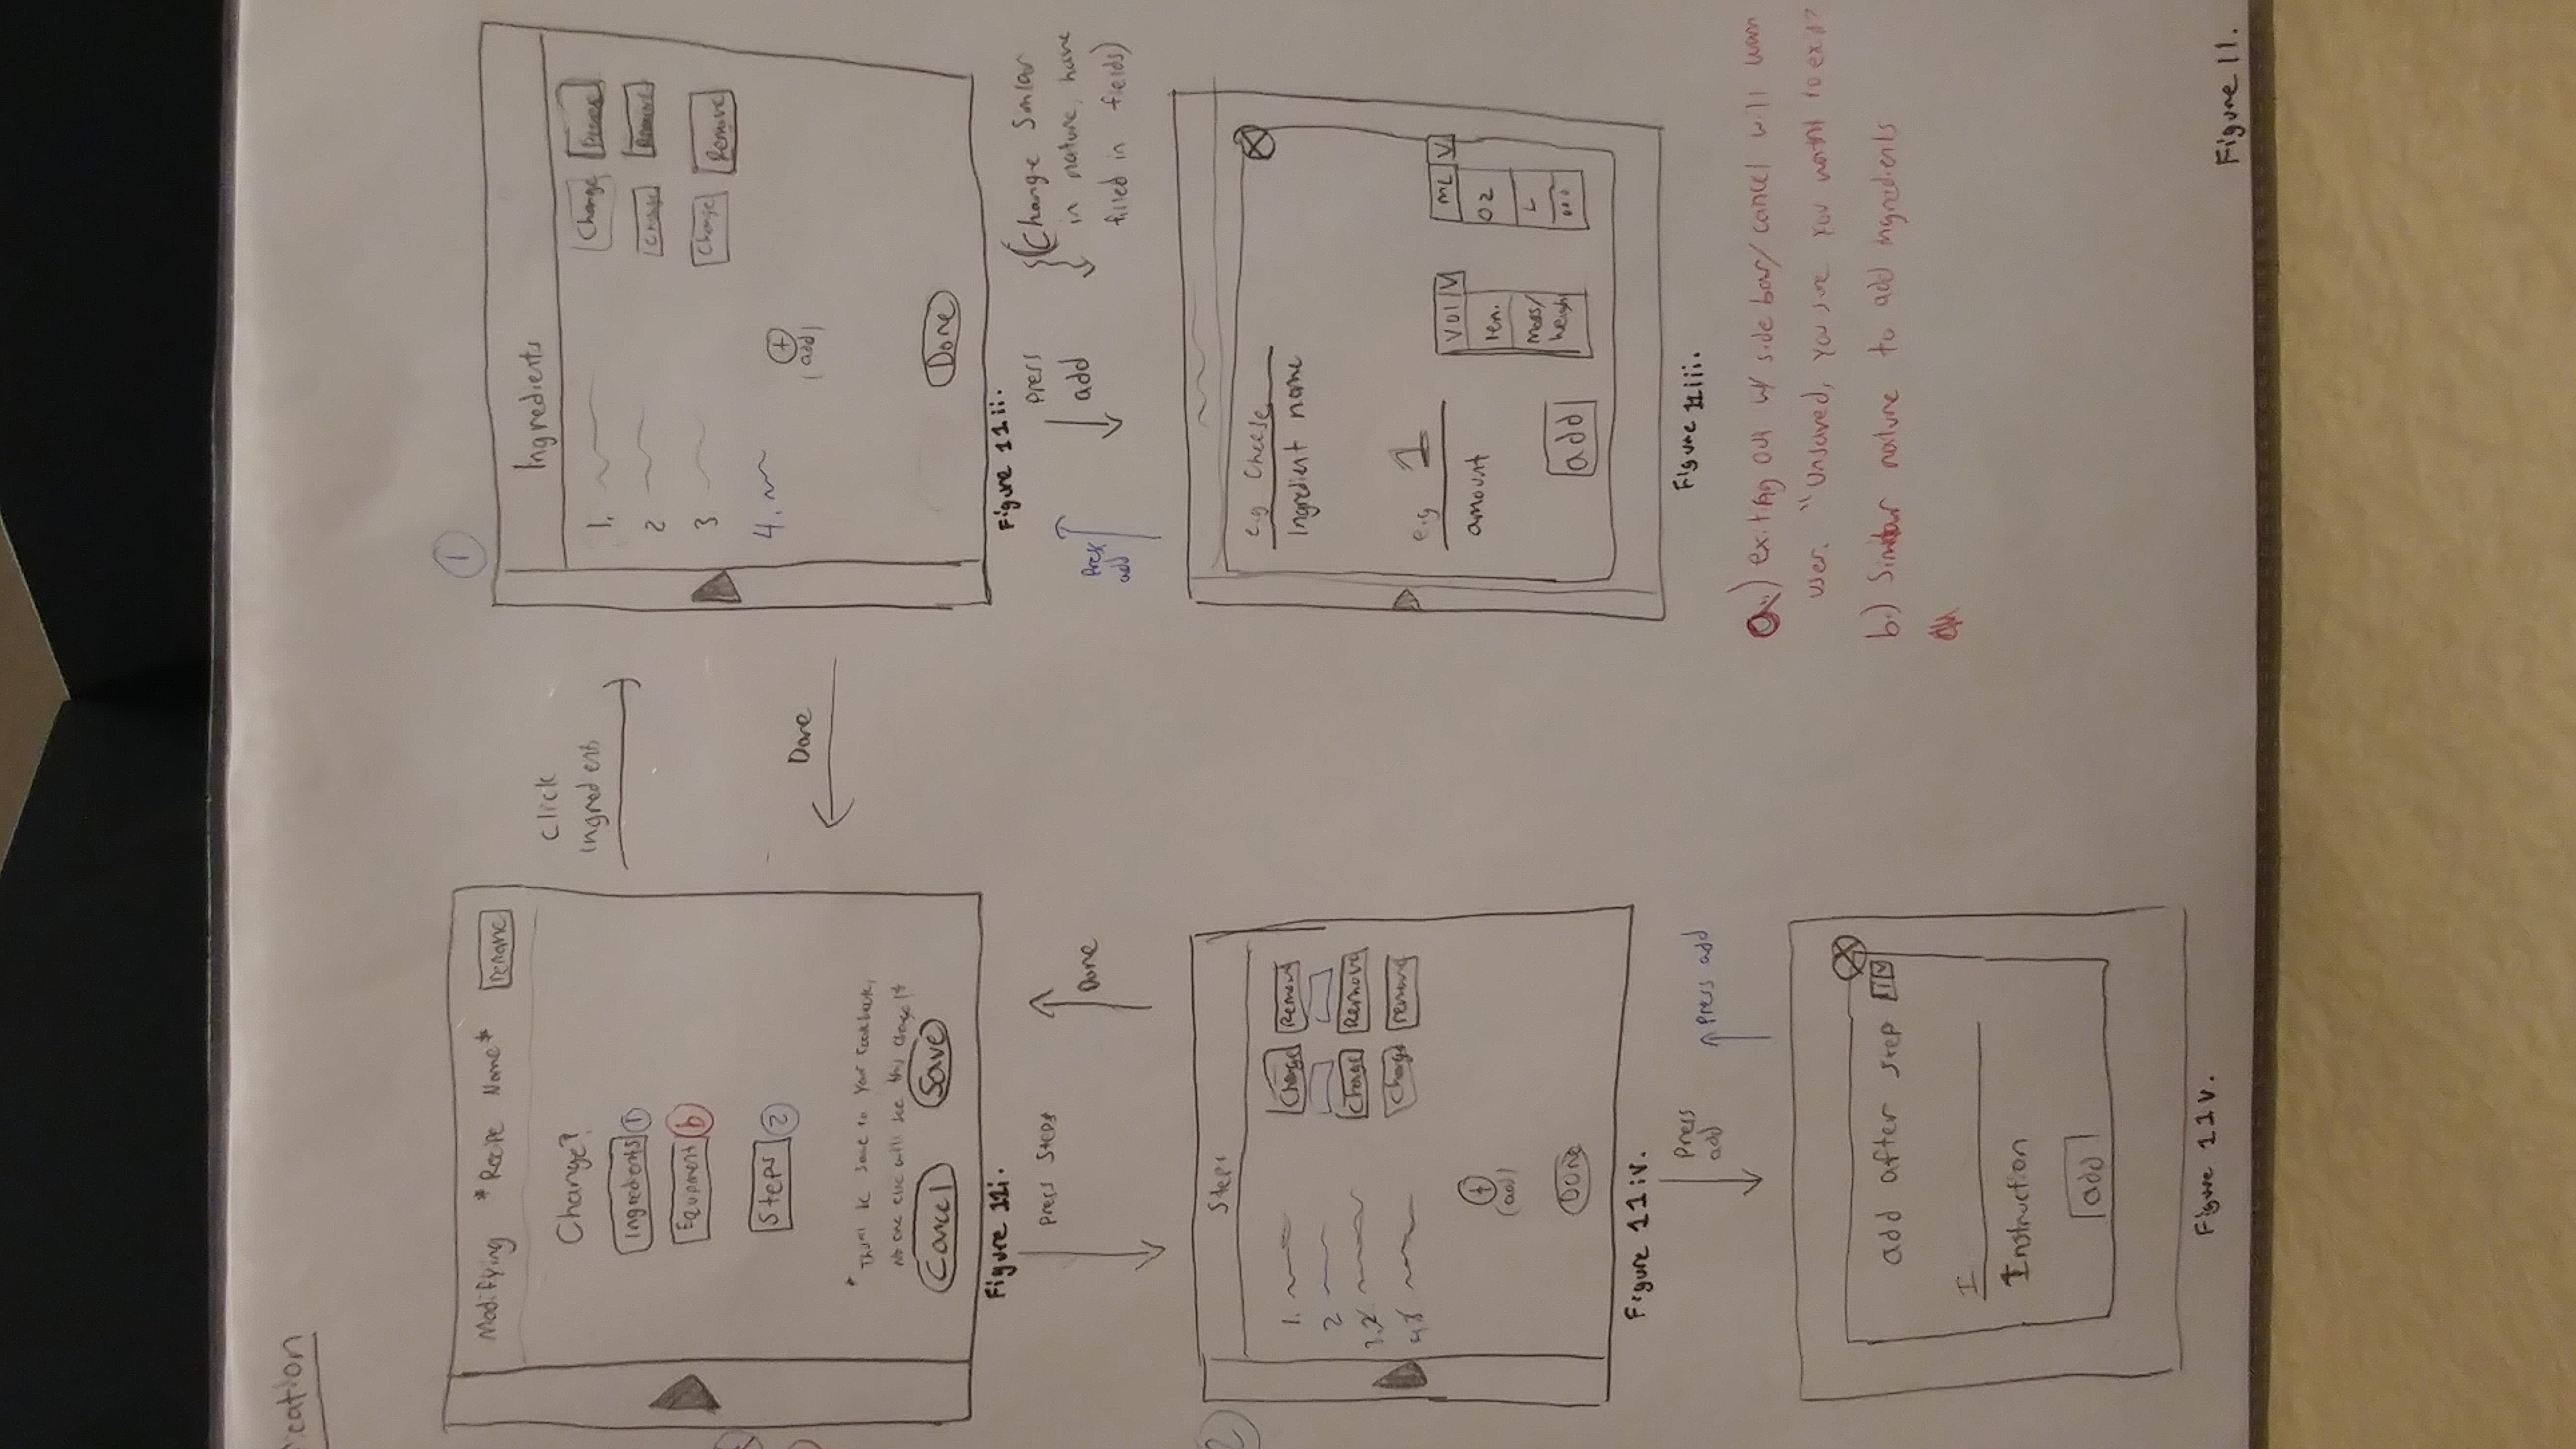 ication
Modifying *Recipe Name* rename
Change?
Ingredients 1
Equipment b
Steps 2
be save to your cookbook,
No one else will see this change!*
Cancel Save
Figure 11i.
click
ingredients
Done
1
Ingredients
1. Change Remove
2 Change Remove
3 Change Remove
4.
+
(add)
Done
Figure 11ii.
press Steps
Done
Press
add
press
add
(Change Similar
in nature, have
filled in fields)
2
Steps
1. Change Remove
2
3. Change Remove
4. Change remove
+
(add)
Done
Figure 11iv.
e.g Cheese
Ingredient name
e.g 1
amount
Vol V
len.
Mass/
weight
mL V
oz
L
...
add
Figure 11iii.
Press
add
press add
add after step 1 V
I
Instruction
add
Figure 11v.
a.) exiting out w/ side bar/cancel will warn
user. "Unsaved, you sure you want to exit?
b.) Similar nature to add ingredients
Figure 11.